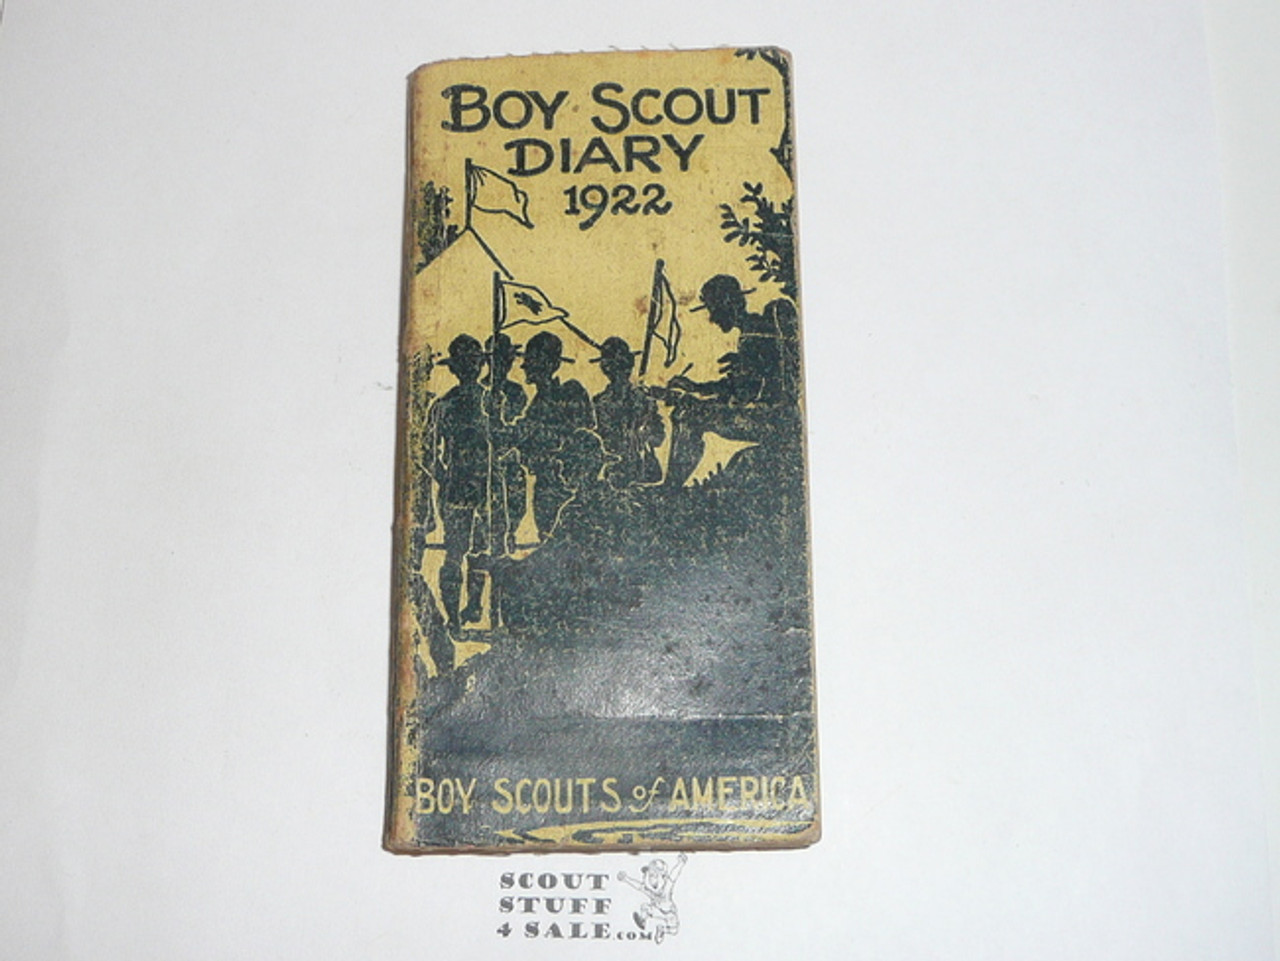 BOY SCOUT
DIARY
1922
BOY SCOUTS of AMERICA
SCOUT
STUFF
4 SALE.COM